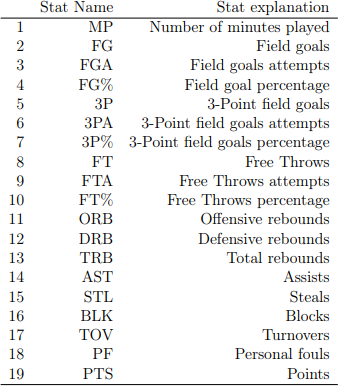 Stat Name Stat explanation
1 MP Number of minutes played
2 FG Field goals
3 FGA Field goals attempts
4 FG% Field goal percentage
5 3P 3-Point field goals
6 3PA 3-Point field goals attempts
7 3P% 3-Point field goals percentage
8 FT Free Throws
9 FTA Free Throws attempts
10 FT% Free Throws percentage
11 ORB Offensive rebounds
12 DRB Defensive rebounds
13 TRB Total rebounds
14 AST Assists
15 STL Steals
16 BLK Blocks
17 TOV Turnovers
18 PF Personal fouls
19 PTS Points